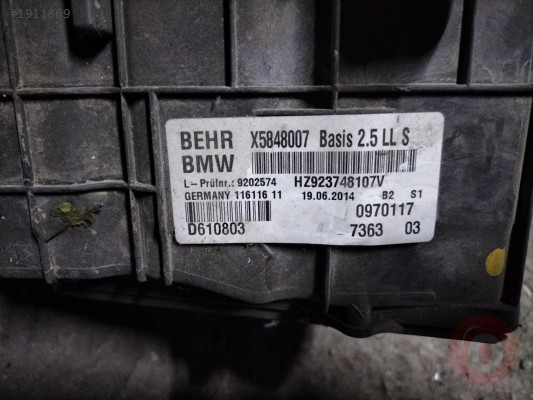 #1911869
BEHR X5848007 Basis 2.5 LL S
BMW
L-Prüfnr.: 9202574 HZ923748107V
GERMANY 116116 11 19.06.2014 B2 S1
0970117
D610803 7363 03